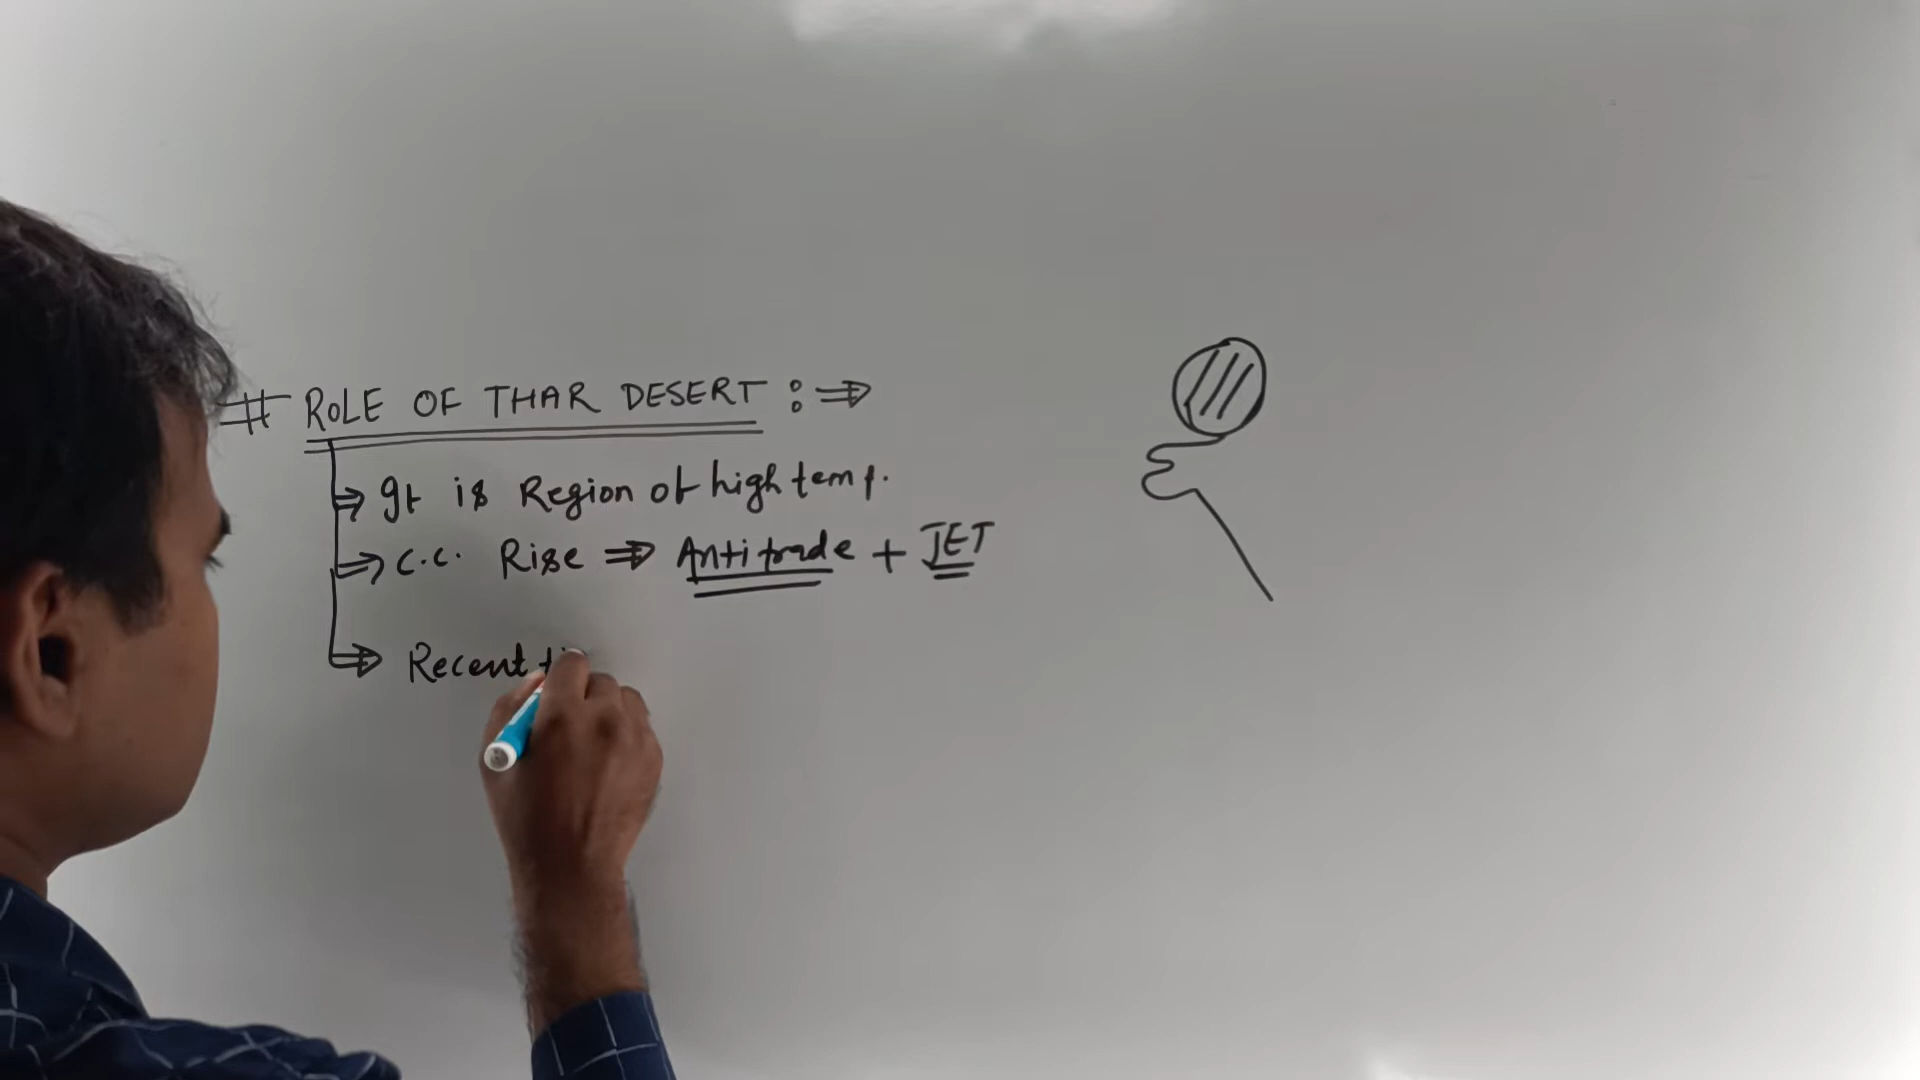 # ROLE OF THAR DESERT : ⇒
⇒ It is Region of high temp.
⇒ C.C. Rise ⇒ Antitrade + JET
⇒ Recent